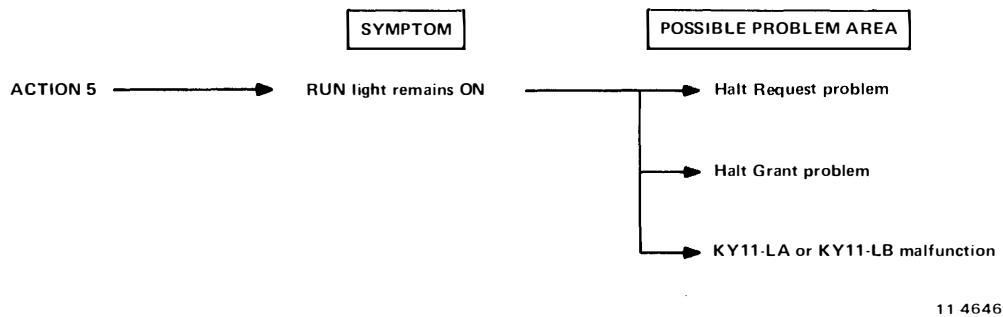 SYMPTOM
POSSIBLE PROBLEM AREA
ACTION 5
RUN light remains ON
Halt Request problem
Halt Grant problem
KY11-LA or KY11-LB malfunction
11 4646